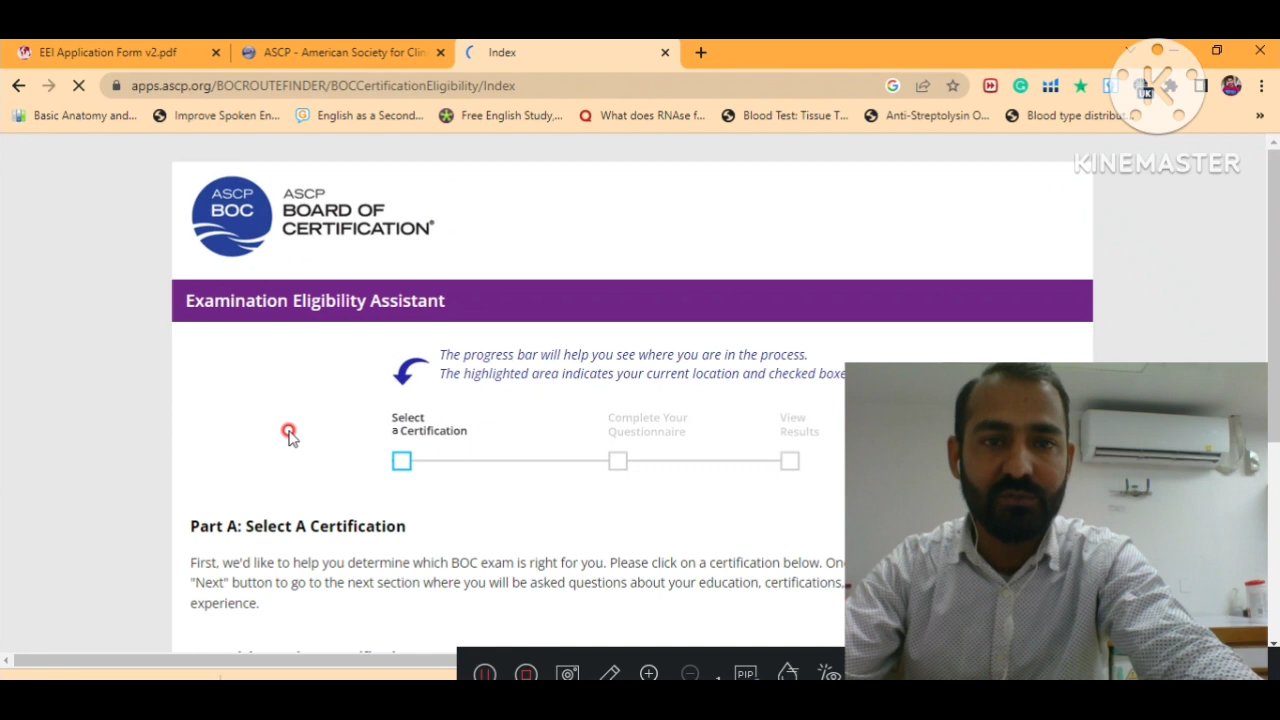 EEI Application Form v2.pdf
ASCP - American Society for Clin
Index
apps.ascp.org/BOCROUTEFINDER/BOCCertificationEligibility/Index
UK
Basic Anatomy and...
Improve Spoken En...
English as a Second...
Free English Study,...
What does RNAse f...
Blood Test: Tissue T...
Anti-Streptolysin O...
Blood type distribut...
KINEMASTER
ASCP
BOC
ASCP
BOARD OF
CERTIFICATION®
Examination Eligibility Assistant
The progress bar will help you see where you are in the process.
The highlighted area indicates your current location and checked boxe
Select
a Certification
Complete Your
Questionnaire
View
Results
Part A: Select A Certification
First, we'd like to help you determine which BOC exam is right for you. Please click on a certification below. On
"Next" button to go to the next section where you will be asked questions about your education, certifications,
experience.
PIP